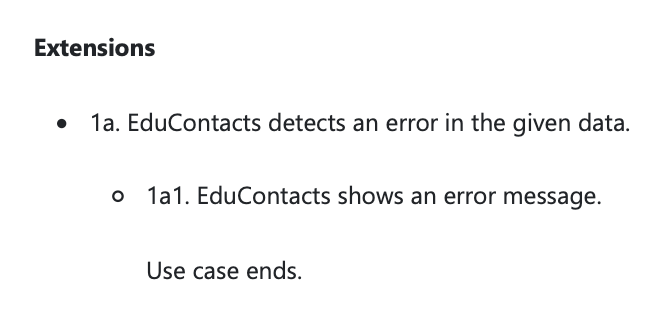 Extensions
• 1a. EduContacts detects an error in the given data.
◦ 1a1. EduContacts shows an error message.
Use case ends.